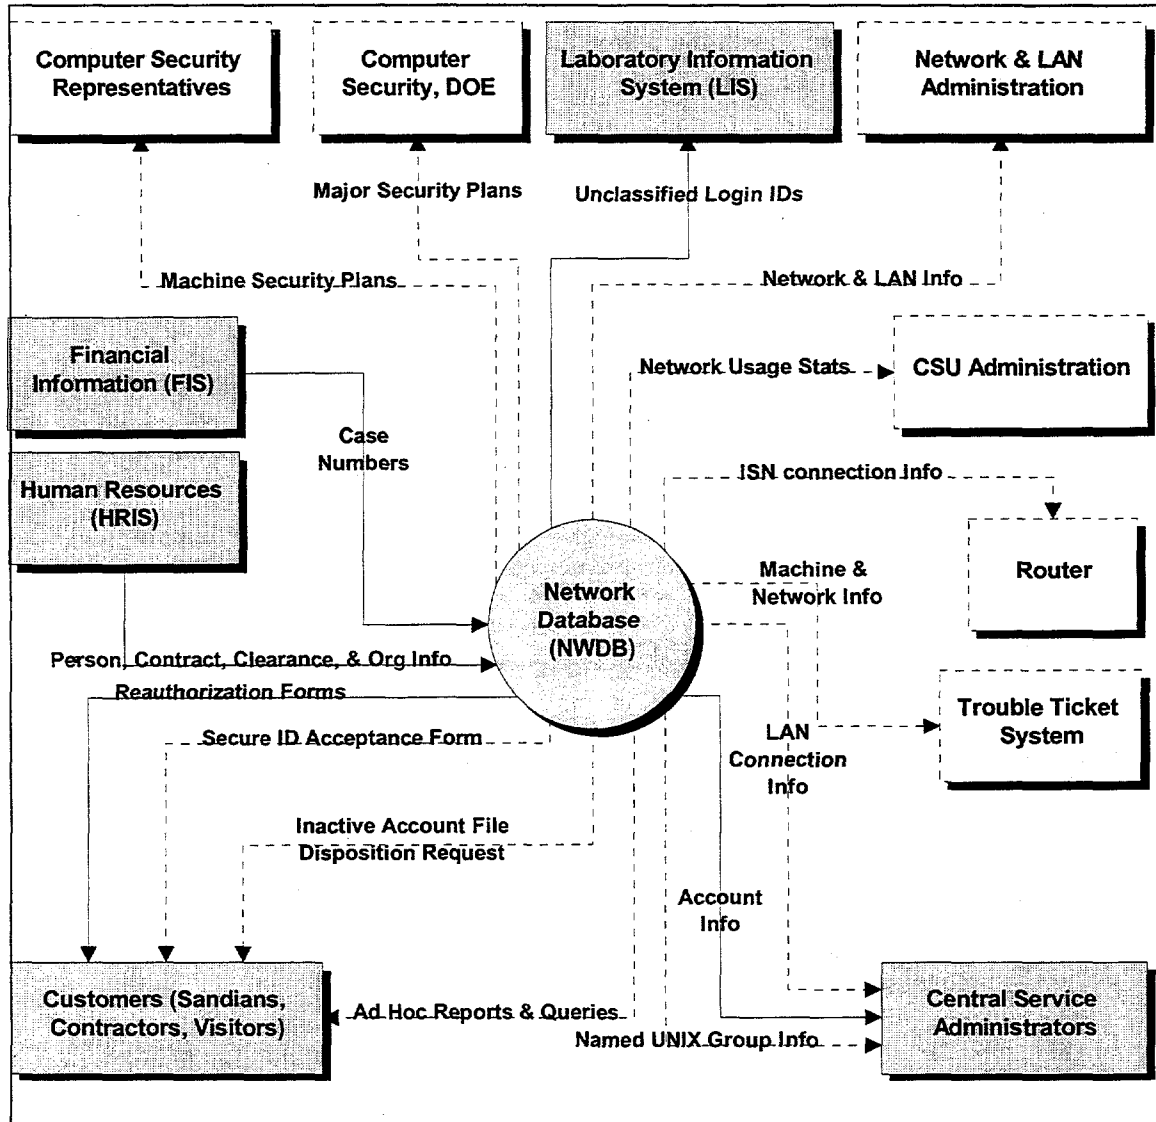 Computer Security
Representatives
Computer
Security, DOE
Laboratory Information
System (LIS)
Network & LAN
Administration
Major Security Plans
Unclassified Login IDs
Machine Security Plans
Network & LAN Info
Financial
Information (FIS)
Network Usage Stats
CSU Administration
Case
Numbers
Human Resources
(HRIS)
ISN connection Info
Router
Machine &
Network Info
Network
Database
(NWDB)
Person, Contract, Clearance, & Org Info
Reauthorization Forms
Secure ID Acceptance Form
LAN
Connection
Info
Trouble Ticket
System
Inactive Account File
Disposition Request
Account
Info
Customers (Sandians,
Contractors, Visitors)
Ad Hoc Reports & Queries
Named UNIX Group Info
Central Service
Administrators